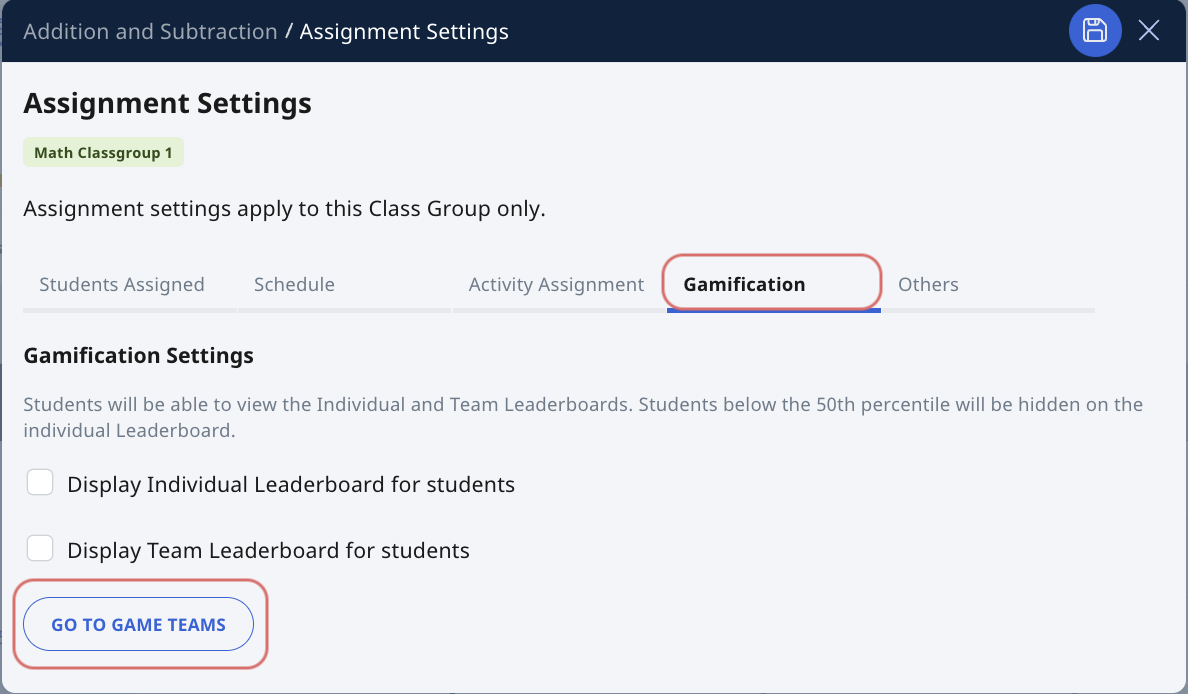 Addition and Subtraction / Assignment Settings
Assignment Settings
Math Classgroup 1
Assignment settings apply to this Class Group only.
Students Assigned Schedule Activity Assignment Gamification Others
Gamification Settings
Students will be able to view the Individual and Team Leaderboards. Students below the 50th percentile will be hidden on the
individual Leaderboard.
Display Individual Leaderboard for students
Display Team Leaderboard for students
GO TO GAME TEAMS